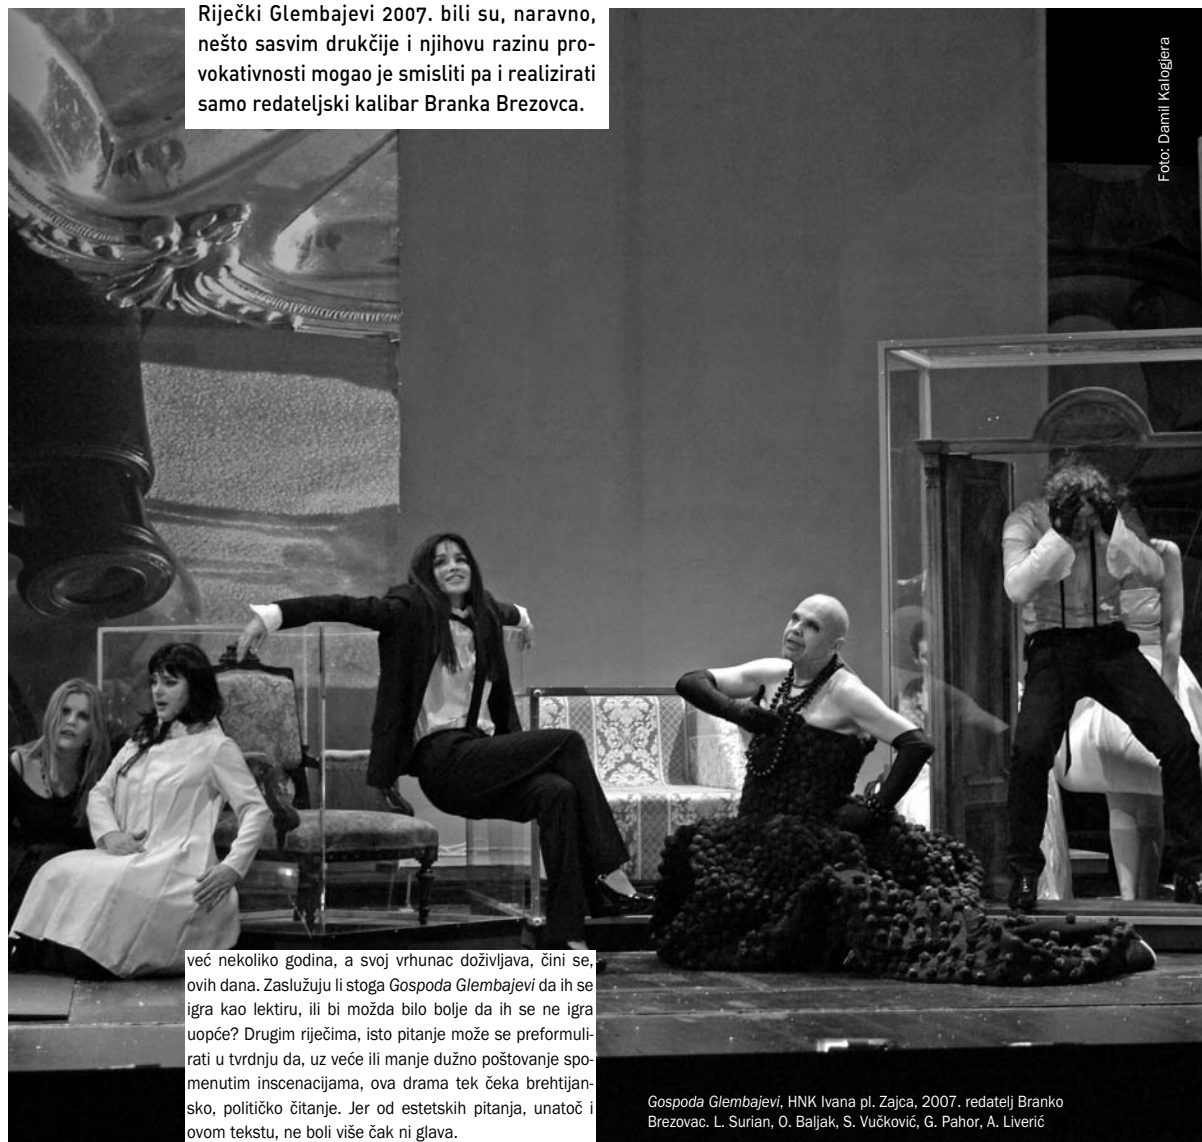 Riječki Glembajevi 2007. bili su, naravno,
nešto sasvim drukčije i njihovu razinu pro-
vokativnosti mogao je smisliti pa i realizirati
samo redateljski kalibar Branka Brezovca.
Foto: Damil Kalogjera
već nekoliko godina, a svoj vrhunac doživljava, čini se,
ovih dana. Zaslužuju li stoga Gospoda Glembajevi da ih se
igra kao lektiru, ili bi možda bilo bolje da ih se ne igra
uopće? Drugim riječima, isto pitanje može se preformuli-
rati u tvrdnju da, uz veće ili manje dužno poštovanje spo-
menutim inscenacijama, ova drama tek čeka brehtijan-
sko, političko čitanje. Jer od estetskih pitanja, unatoč i
ovom tekstu, ne boli više čak ni glava.
Gospoda Glembajevi, HNK Ivana pl. Zajca, 2007. redatelj Branko
Brezovac. L. Surian, O. Baljak, S. Vučković, G. Pahor, A. Liverić